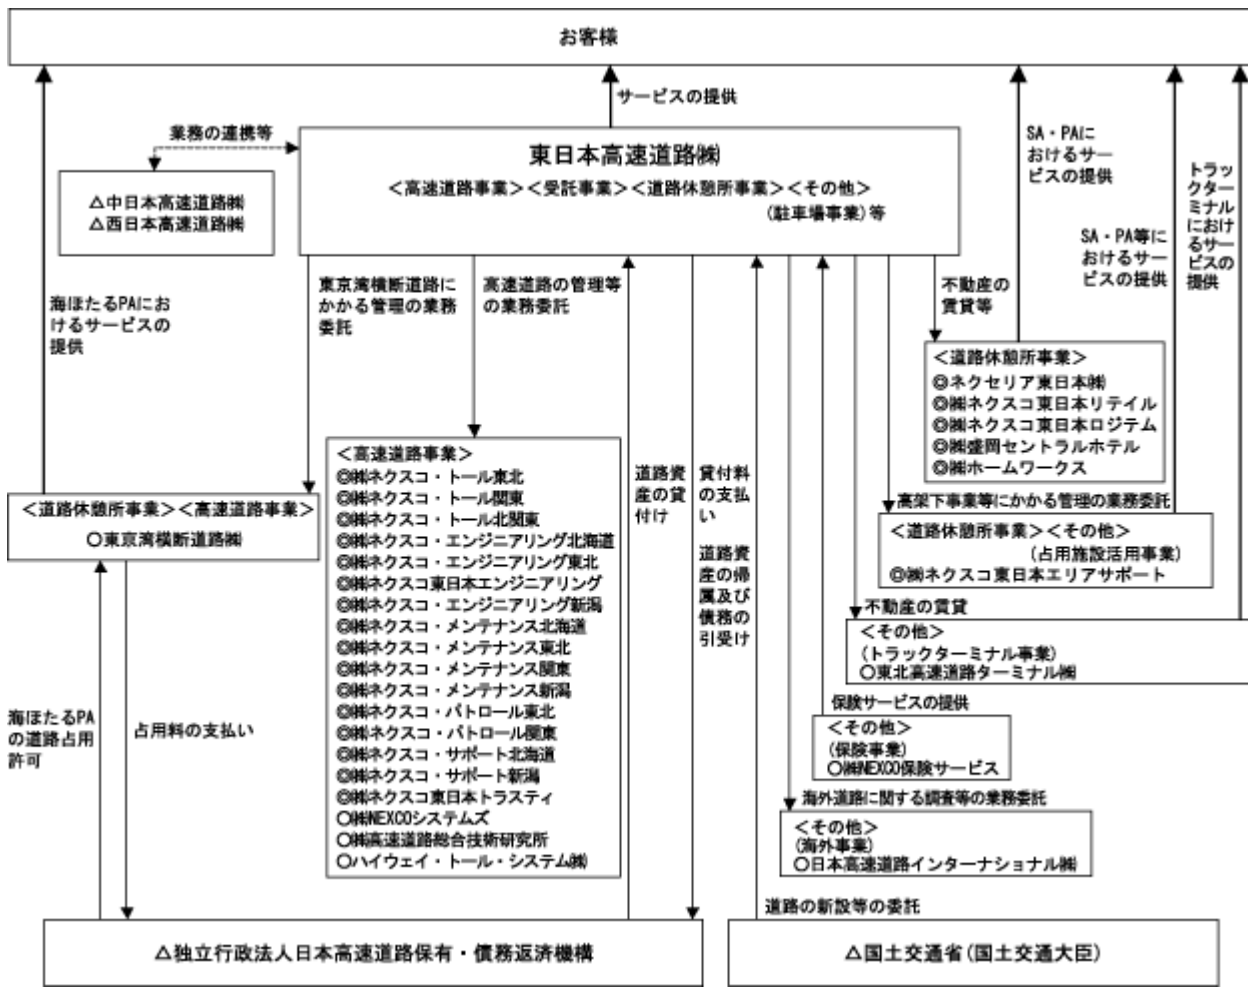 お客様
サービスの提供
業務の連携等
東日本高速道路㈱
＜高速道路事業＞＜受託事業＞＜道路休憩所事業＞＜その他＞
(駐車場事業)等
△中日本高速道路㈱
△西日本高速道路㈱
SA・PAに
おけるサー
ビスの提供
トラッ
クター
ミナル
におけ
るサー
ビスの
提供
SA・PA等に
おけるサー
ビスの提供
海ほたるPAにお
けるサービスの
提供
東京湾横断道路に
かかる管理の業務
委託
高速道路の管理等
の業務委託
不動産の
賃貸等
＜道路休憩所事業＞
◎ネクセリア東日本㈱
◎㈱ネクスコ東日本リテイル
◎㈱ネクスコ東日本ロジテム
◎㈱盛岡セントラルホテル
◎㈱ホームワークス
＜高速道路事業＞
◎㈱ネクスコ・トール東北
◎㈱ネクスコ・トール関東
◎㈱ネクスコ・トール北関東
◎㈱ネクスコ・エンジニアリング北海道
◎㈱ネクスコ・エンジニアリング東北
◎㈱ネクスコ東日本エンジニアリング
◎㈱ネクスコ・エンジニアリング新潟
◎㈱ネクスコ・メンテナンス北海道
◎㈱ネクスコ・メンテナンス東北
◎㈱ネクスコ・メンテナンス関東
◎㈱ネクスコ・メンテナンス新潟
◎㈱ネクスコ・パトロール東北
◎㈱ネクスコ・パトロール関東
◎㈱ネクスコ・サポート北海道
◎㈱ネクスコ・サポート新潟
◎㈱ネクスコ東日本トラスティ
○㈱NEXCOシステムズ
○㈱高速道路総合技術研究所
○ハイウェイ・トール・システム㈱
道路資
産の貸
付け
貸付料
の支払
い
道路資
産の帰
属及び
債務の
引受け
＜道路休憩所事業＞＜高速道路事業＞
○東京湾横断道路㈱
高架下事業等にかかる管理の業務委託
＜道路休憩所事業＞＜その他＞
(占用施設活用事業)
◎㈱ネクスコ東日本エリアサポート
不動産の賃貸
＜その他＞
(トラックターミナル事業)
○東北高速道路ターミナル㈱
保険サービスの提供
＜その他＞
(保険事業)
○㈱NEXCO保険サービス
海外道路に関する調査等の業務委託
＜その他＞
(海外事業)
○日本高速道路インターナショナル㈱
海ほたるPA
の道路占用
許可
占用料の支払い
道路の新設等の委託
△独立行政法人日本高速道路保有・債務返済機構
△国土交通省(国土交通大臣)